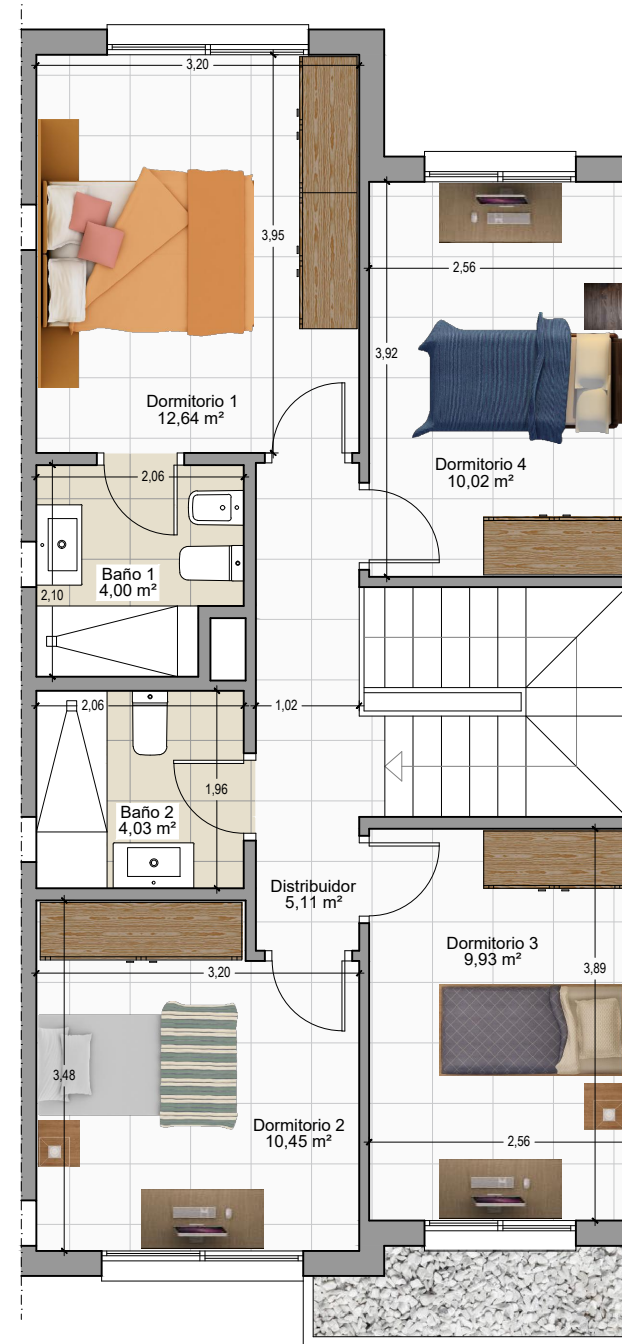 3,20
3,95
2,56
3,92
Dormitorio 1
12,64 m²
Dormitorio 4
10,02 m²
2,06
Baño 1
4,00 m²
2,10
2,06
1,02
1,96
Baño 2
4,03 m²
Distribuidor
5,11 m²
Dormitorio 3
9,93 m²
3,20
3,89
3,48
Dormitorio 2
10,45 m²
2,56